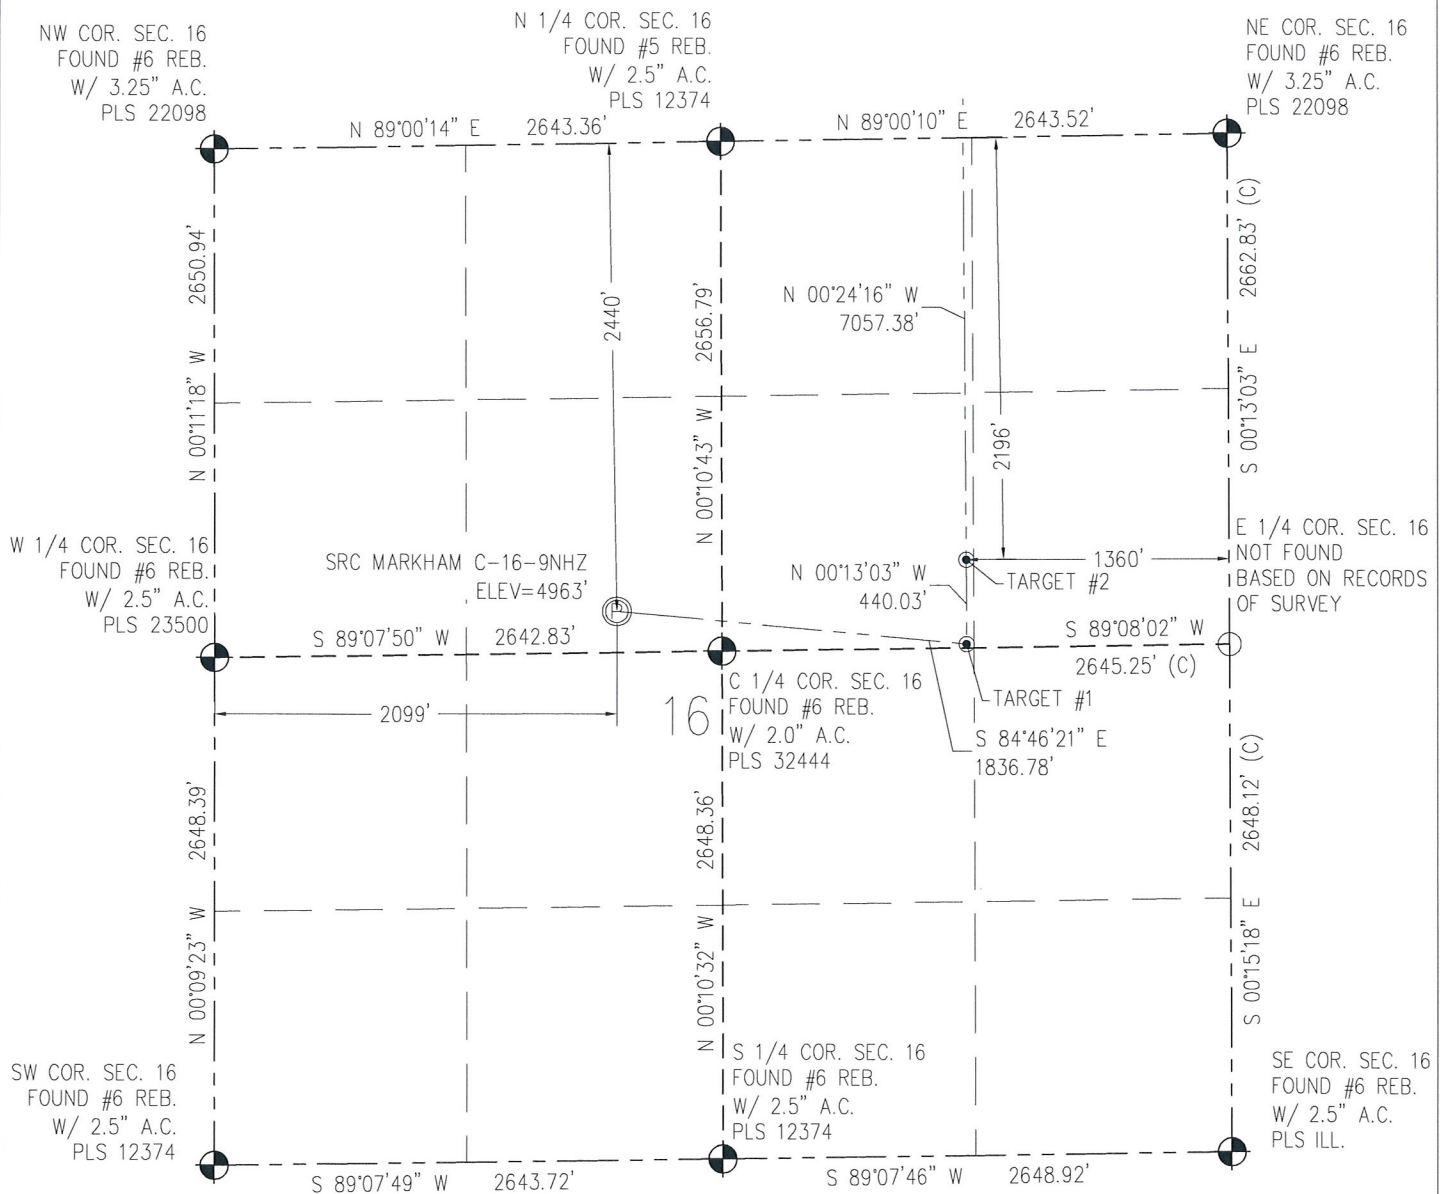 NW COR. SEC. 16
FOUND #6 REB.
W/ 3.25" A.C.
PLS 22098
N 1/4 COR. SEC. 16
FOUND #5 REB.
W/ 2.5" A.C.
PLS 12374
NE COR. SEC. 16
FOUND #6 REB.
W/ 3.25" A.C.
PLS 22098
N 89°00'14" E 2643.36'
N 89°00'10" E 2643.52'
2650.94'
N 00°11'18" W
2440'
2656.79'
N 00°10'43" W
N 00°24'16" W
7057.38'
2196'
2662.83' (C)
S 00°13'03" E
W 1/4 COR. SEC. 16
FOUND #6 REB.
W/ 2.5" A.C.
PLS 23500
SRC MARKHAM C-16-9NHZ
ELEV=4963'
P
N 00°13'03" W
440.03'
1360'
TARGET #2
E 1/4 COR. SEC. 16
NOT FOUND
BASED ON RECORDS
OF SURVEY
S 89°07'50" W 2642.83'
S 89°08'02" W
2645.25' (C)
2099'
16
C 1/4 COR. SEC. 16
FOUND #6 REB.
W/ 2.0" A.C.
PLS 32444
TARGET #1
S 84°46'21" E
1836.78'
2648.39'
N 00°09'23" W
2648.36'
N 00°10'32" W
2648.12' (C)
S 00°15'18" E
SW COR. SEC. 16
FOUND #6 REB.
W/ 2.5" A.C.
PLS 12374
S 1/4 COR. SEC. 16
FOUND #6 REB.
W/ 2.5" A.C.
PLS 12374
SE COR. SEC. 16
FOUND #6 REB.
W/ 2.5" A.C.
PLS ILL.
S 89°07'49" W 2643.72'
S 89°07'46" W 2648.92'